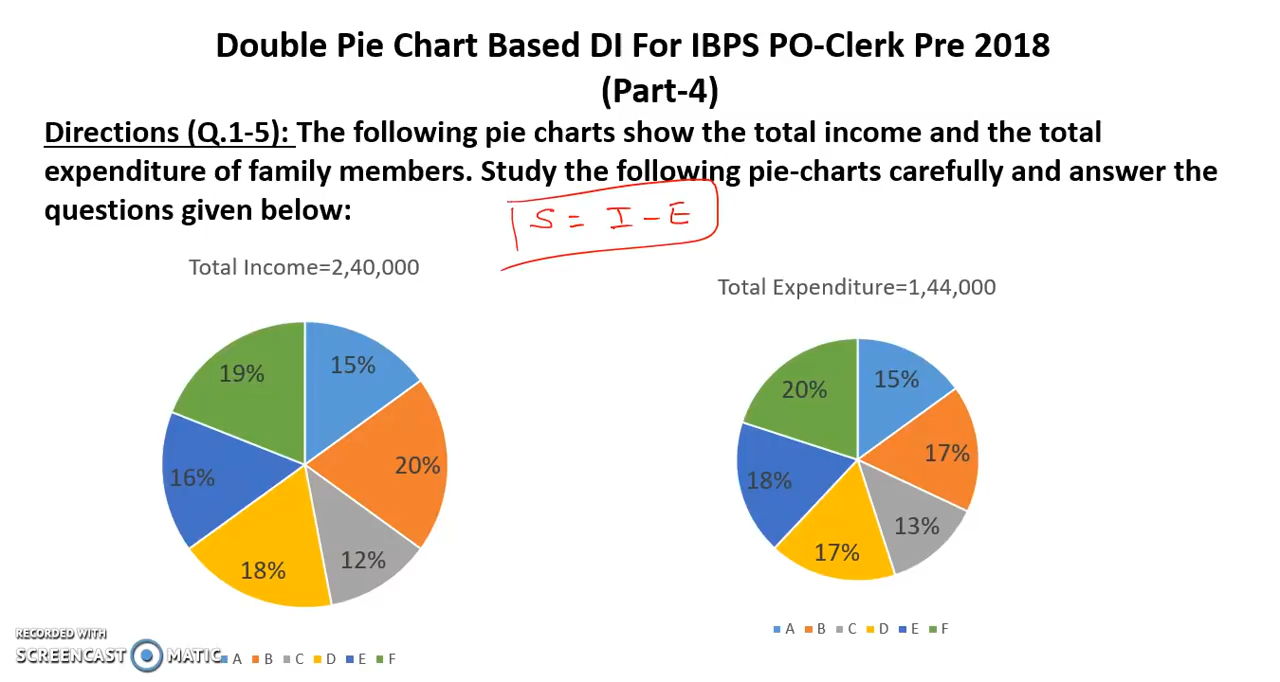 Double Pie Chart Based DI For IBPS PO-Clerk Pre 2018
(Part-4)
Directions (Q.1-5): The following pie charts show the total income and the total
expenditure of family members. Study the following pie-charts carefully and answer the
questions given below:
S = I - E
Total Income=2,40,000
15%
20%
12%
18%
16%
19%
A B C D E F
Total Expenditure=1,44,000
15%
17%
13%
17%
18%
20%
A B C D E F
RECORDED WITH
SCREENCAST MATIC